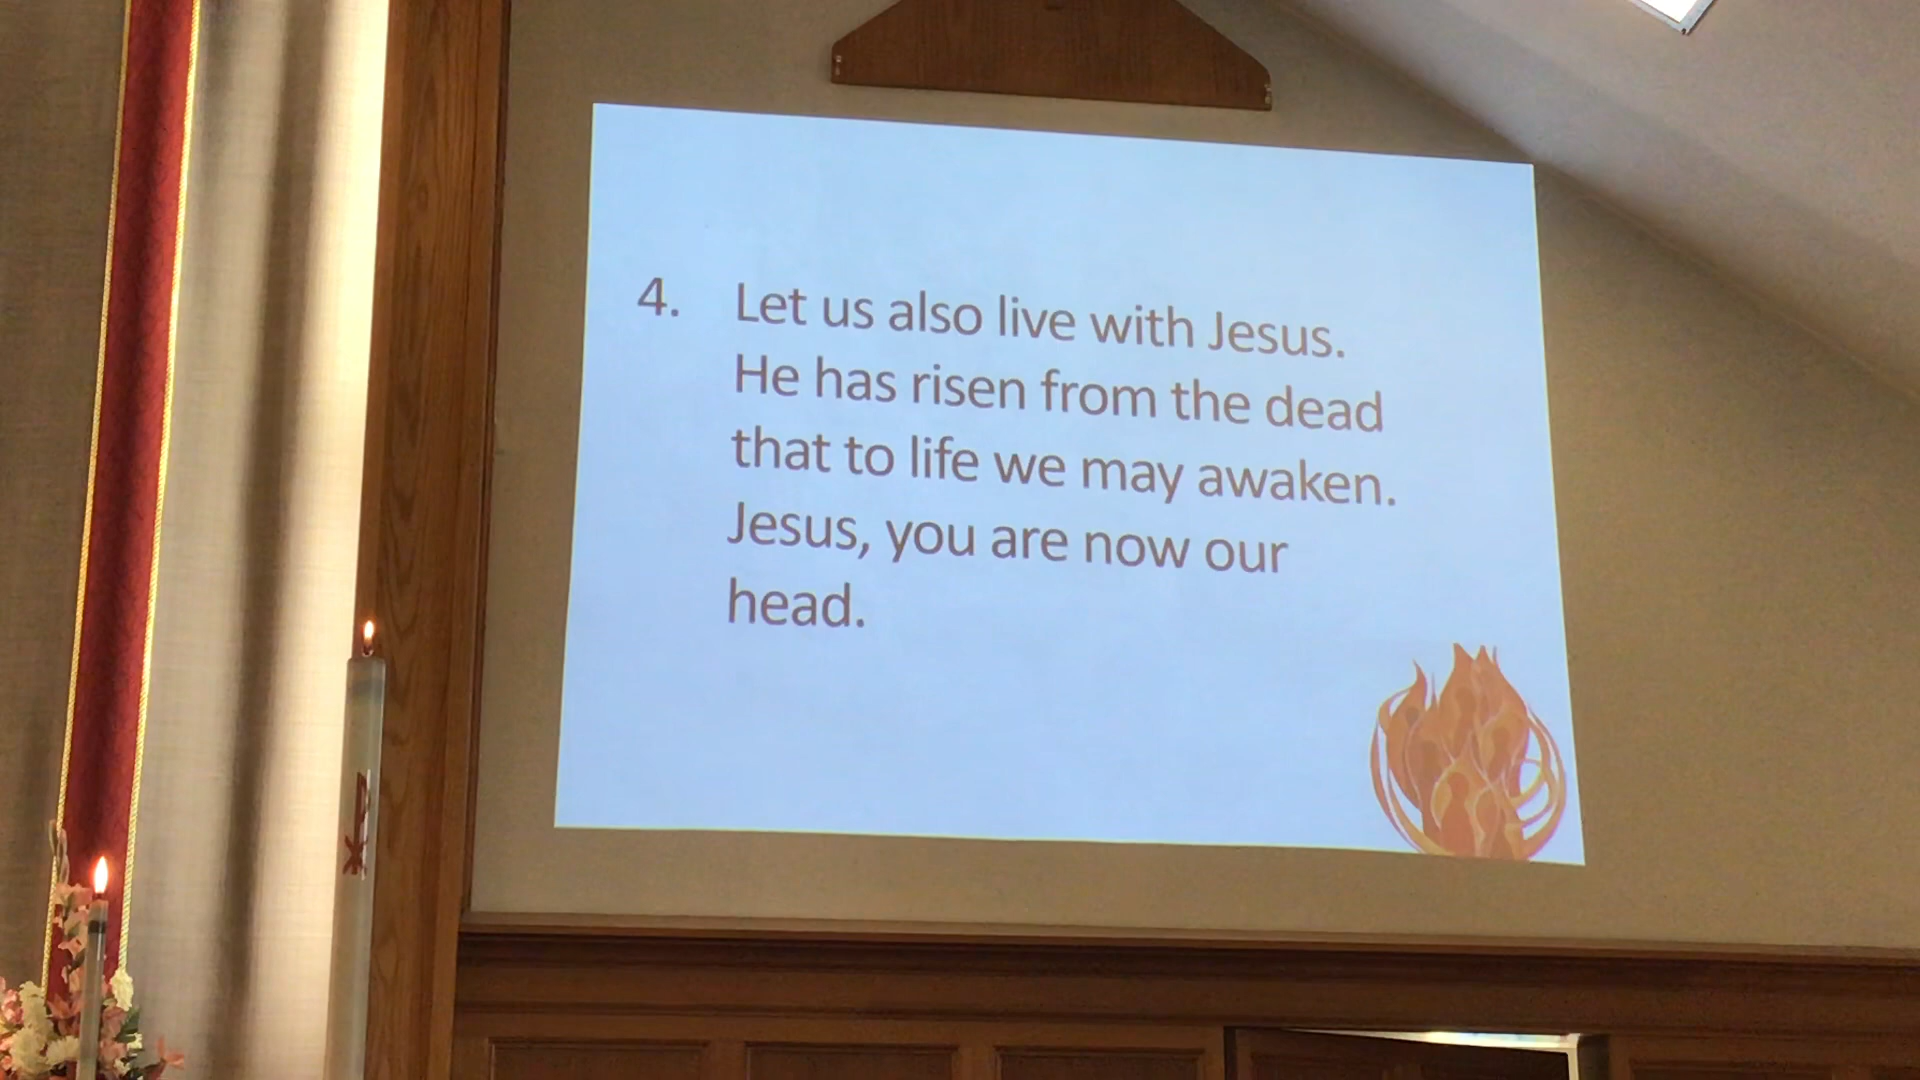 4. Let us also live with Jesus.
He has risen from the dead
that to life we may awaken.
Jesus, you are now our
head.